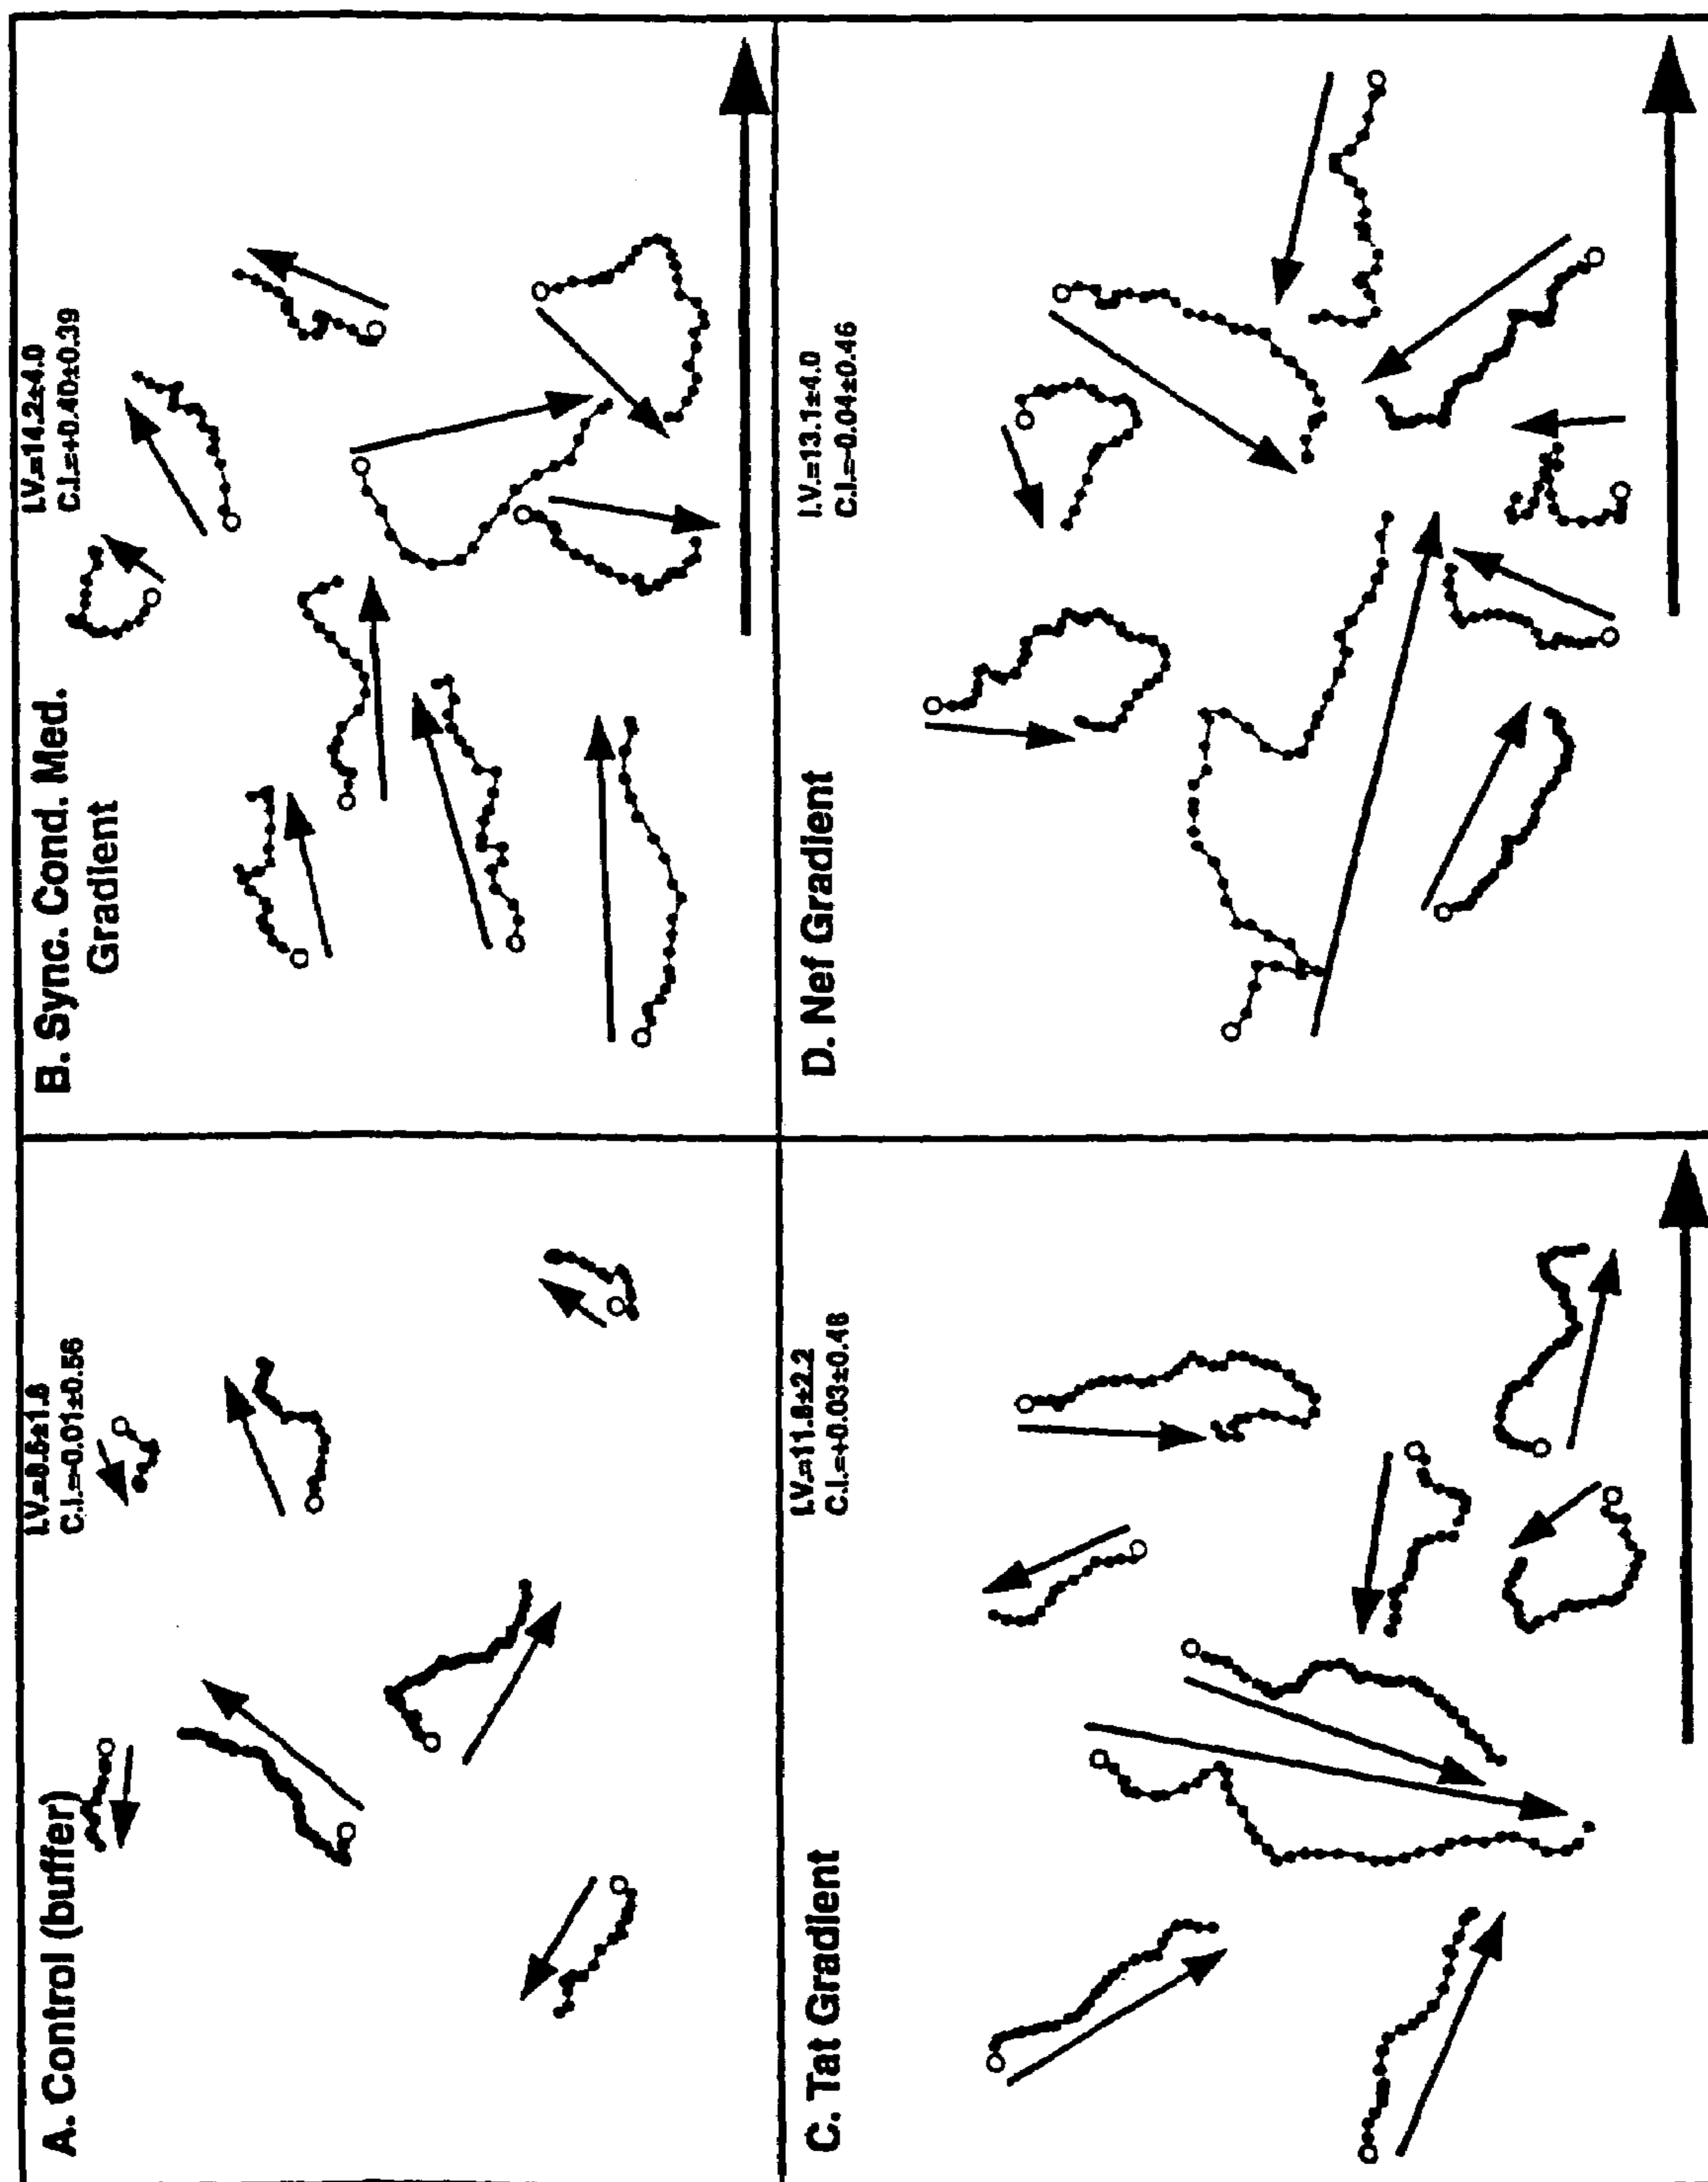 A. Control (buffer)
I.V.=8.6±1.8
C.I.=-0.01±0.56
B. Sync. Cond. Med.
Gradient
I.V.=14.2±4.0
C.I.=+0.40±0.39
C. Tat Gradient
I.V.=11.8±2.2
C.I.=+0.03±0.48
D. Nef Gradient
I.V.=13.1±4.0
C.I.=-0.04±0.46